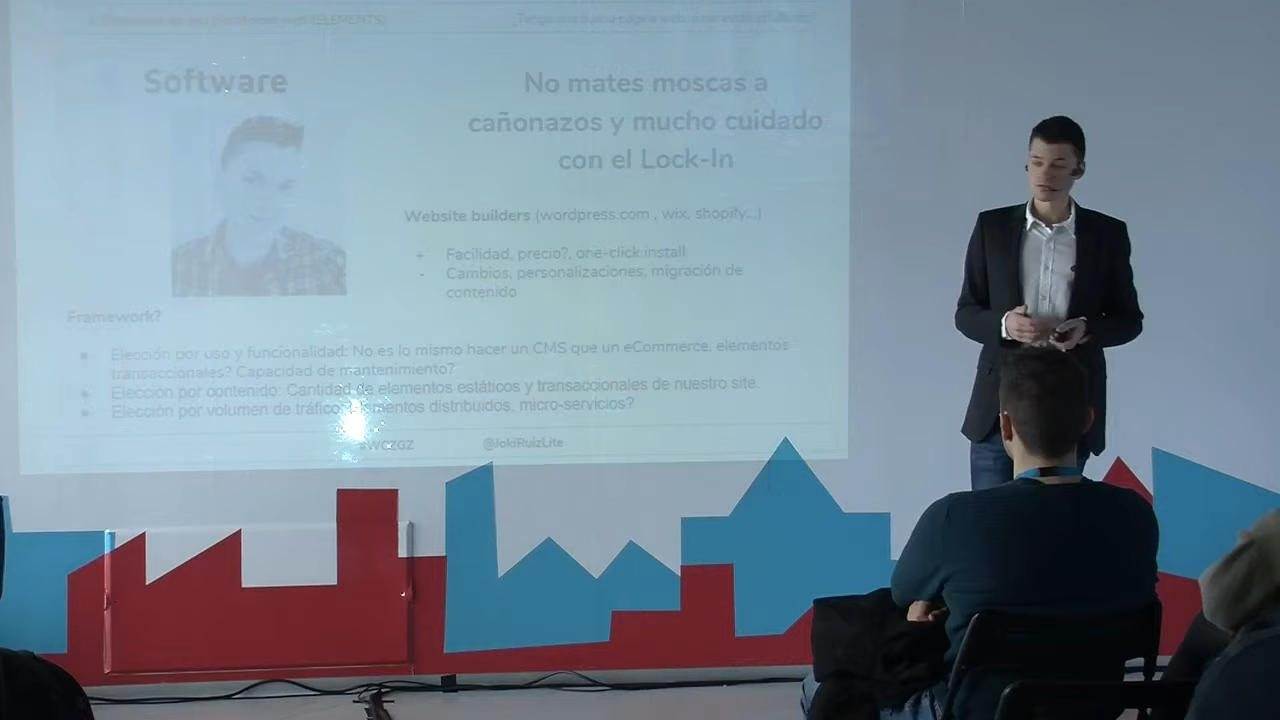 (ELEMENTS)
Software
No mates moscas a
cañonazos y mucho cuidado
con el Lock-In
Website builders (wordpress.com , wix, shopify...)
+ Facilidad, precio?, one-click install
- Cambios, personalizaciones, migración de
contenido
Framework?
● Elección por uso y funcionalidad: No es lo mismo hacer un CMS que un eCommerce, elementos
transaccionales? Capacidad de mantenimiento?
● Elección por contenido: Cantidad de elementos estáticos y transaccionales de nuestro site.
● Elección por volumen de tráfico: elementos distribuidos, micro-servicios?
#WCZGZ
@JokiRuizLite